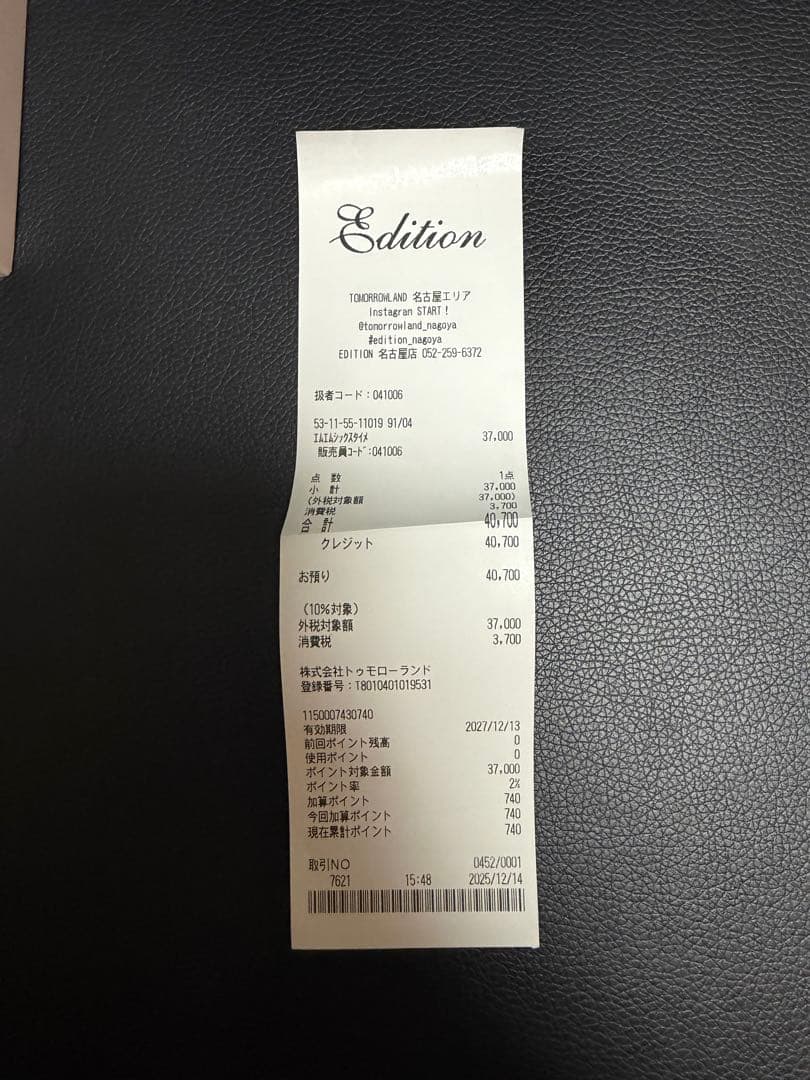 Edition
TOMORROWLAND 名古屋エリア
Instagram START!
@tomorrowland_nagoya
#edition_nagoya
EDITION 名古屋店 052-259-6372
扱者コード:041006
53-11-55-11019 91/04
ｴﾑｴﾑｼｯｸｽﾀｲﾒ 37,000
販売員ｺｰﾄﾞ:041006
点 数 1点
小 計 37,000
(外税対象額 37,000)
消費税 3,700
合 計 40,700
クレジット 40,700
お預り 40,700
(10%対象)
外税対象額 37,000
消費税 3,700
株式会社トゥモローランド
登録番号:T8010401019531
1150007430740
有効期限 2027/12/13
前回ポイント残高 0
使用ポイント 0
ポイント対象金額 37,000
ポイント率 2%
加算ポイント 740
今回加算ポイント 740
現在累計ポイント 740
取引NO 0452/0001
7621 15:48 2025/12/14